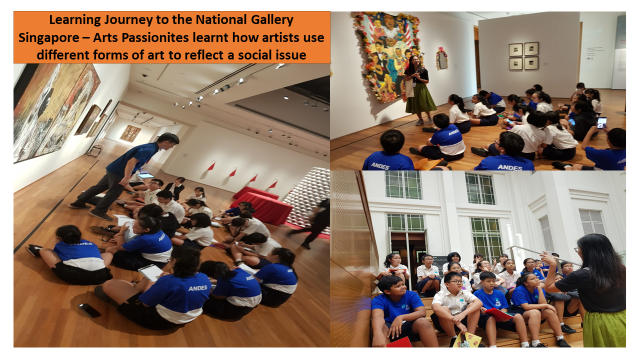 Learning Journey to the National Gallery
Singapore – Arts Passionites learnt how artists use
different forms of art to reflect a social issue
ANDES
ANDES
ANDES
ANDES
ANDES